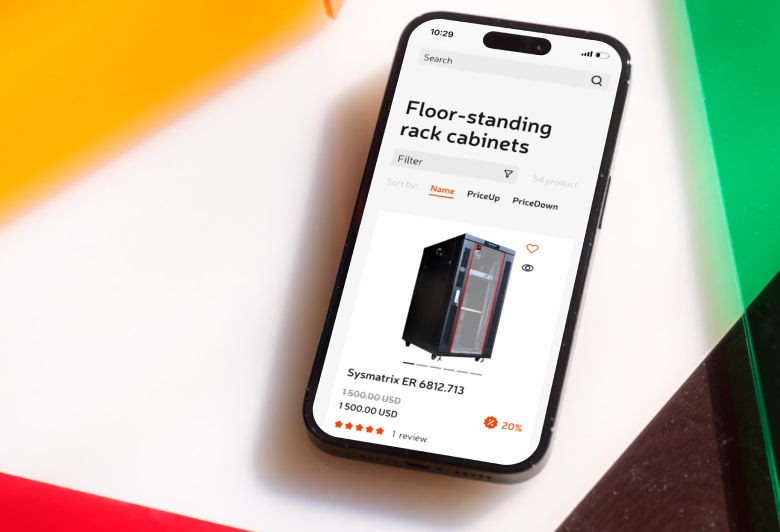 10:29
Search
Floor-standing
rack cabinets
Filter
54 product
Sort by: Name PriceUp PriceDown
Sysmatrix ER 6812.713
1 500.00 USD
1 500.00 USD
20%
1 review